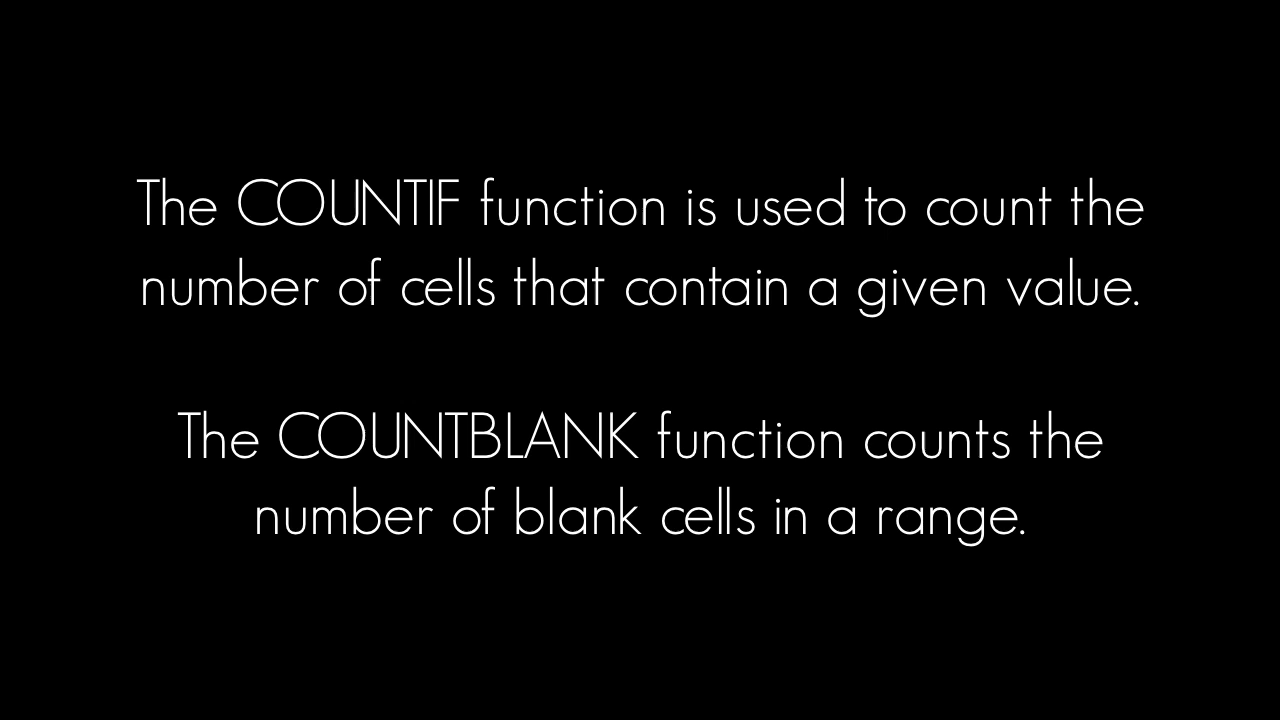 The COUNTIF function is used to count the
number of cells that contain a given value.
The COUNTBLANK function counts the
number of blank cells in a range.